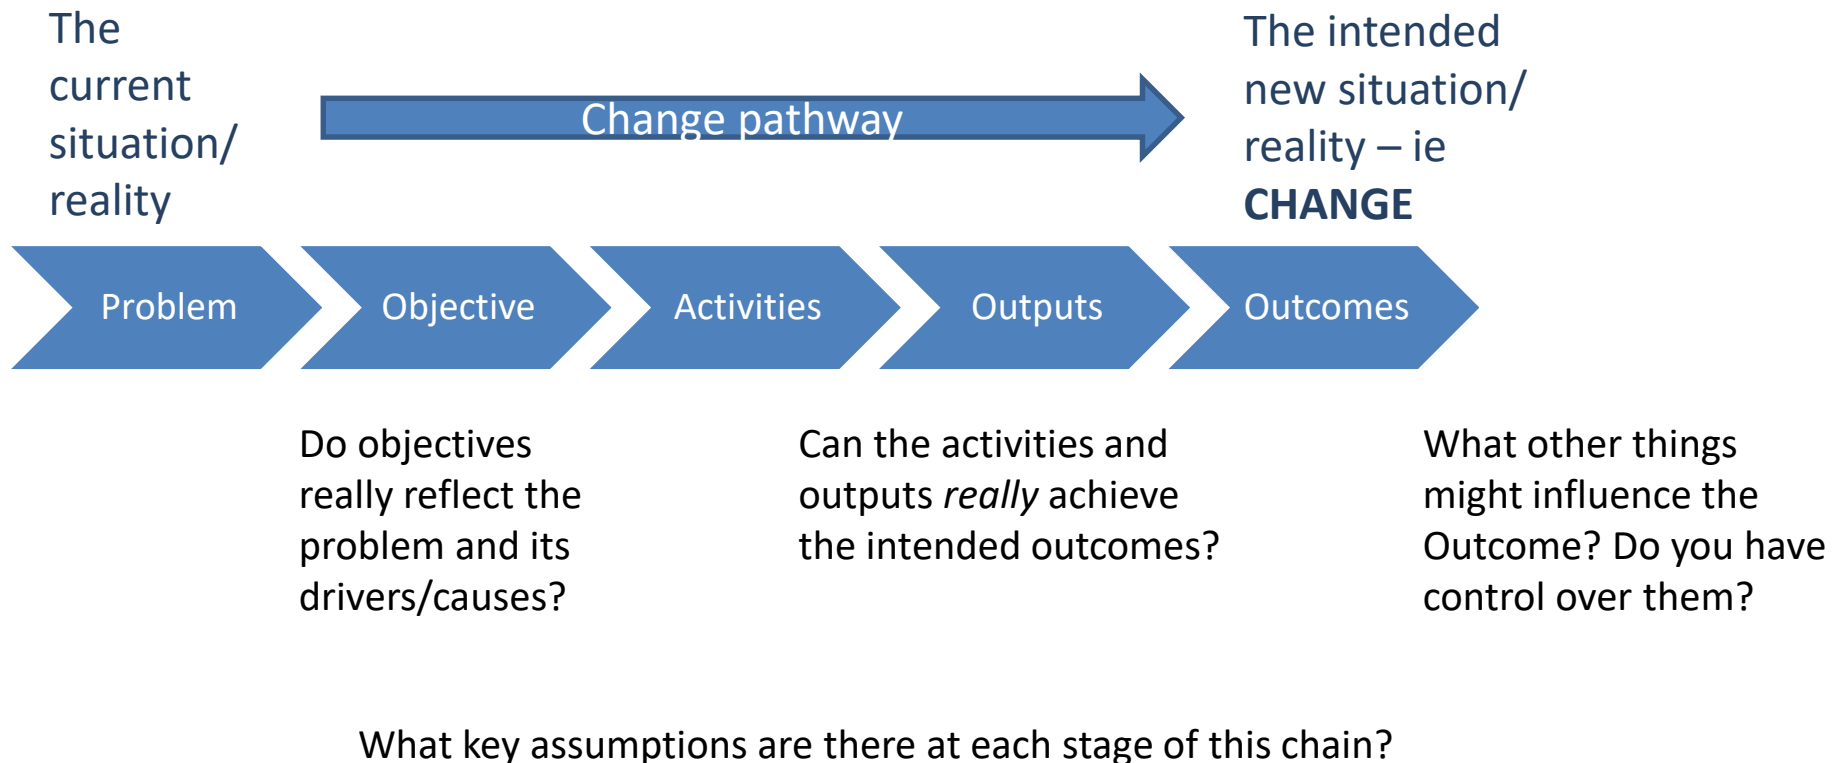 The
current
situation/
reality
Change pathway
The intended
new situation/
reality – ie
CHANGE
Problem
Objective
Activities
Outputs
Outcomes
Do objectives
really reflect the
problem and its
drivers/causes?
Can the activities and
outputs really achieve
the intended outcomes?
What other things
might influence the
Outcome? Do you have
control over them?
What key assumptions are there at each stage of this chain?